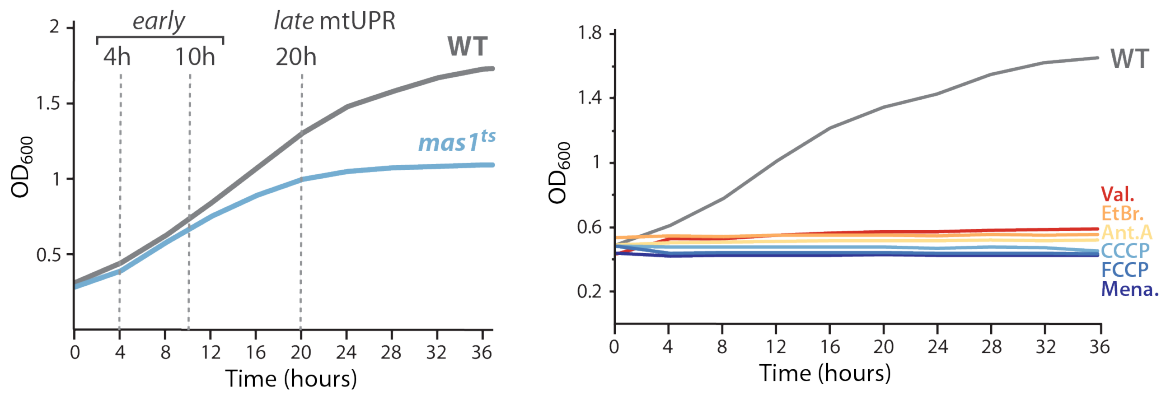 early
late mtUPR
4h
10h
20h
WT
mas1ts
2
1.5
1
0.5
OD600
0
4
8
12
16
20
24
28
32
36
Time (hours)
1.8
1.4
1
0.6
0.2
OD600
WT
Val.
EtBr.
Ant.A
CCCP
FCCP
Mena.
0
4
8
12
16
20
24
28
32
36
Time (hours)